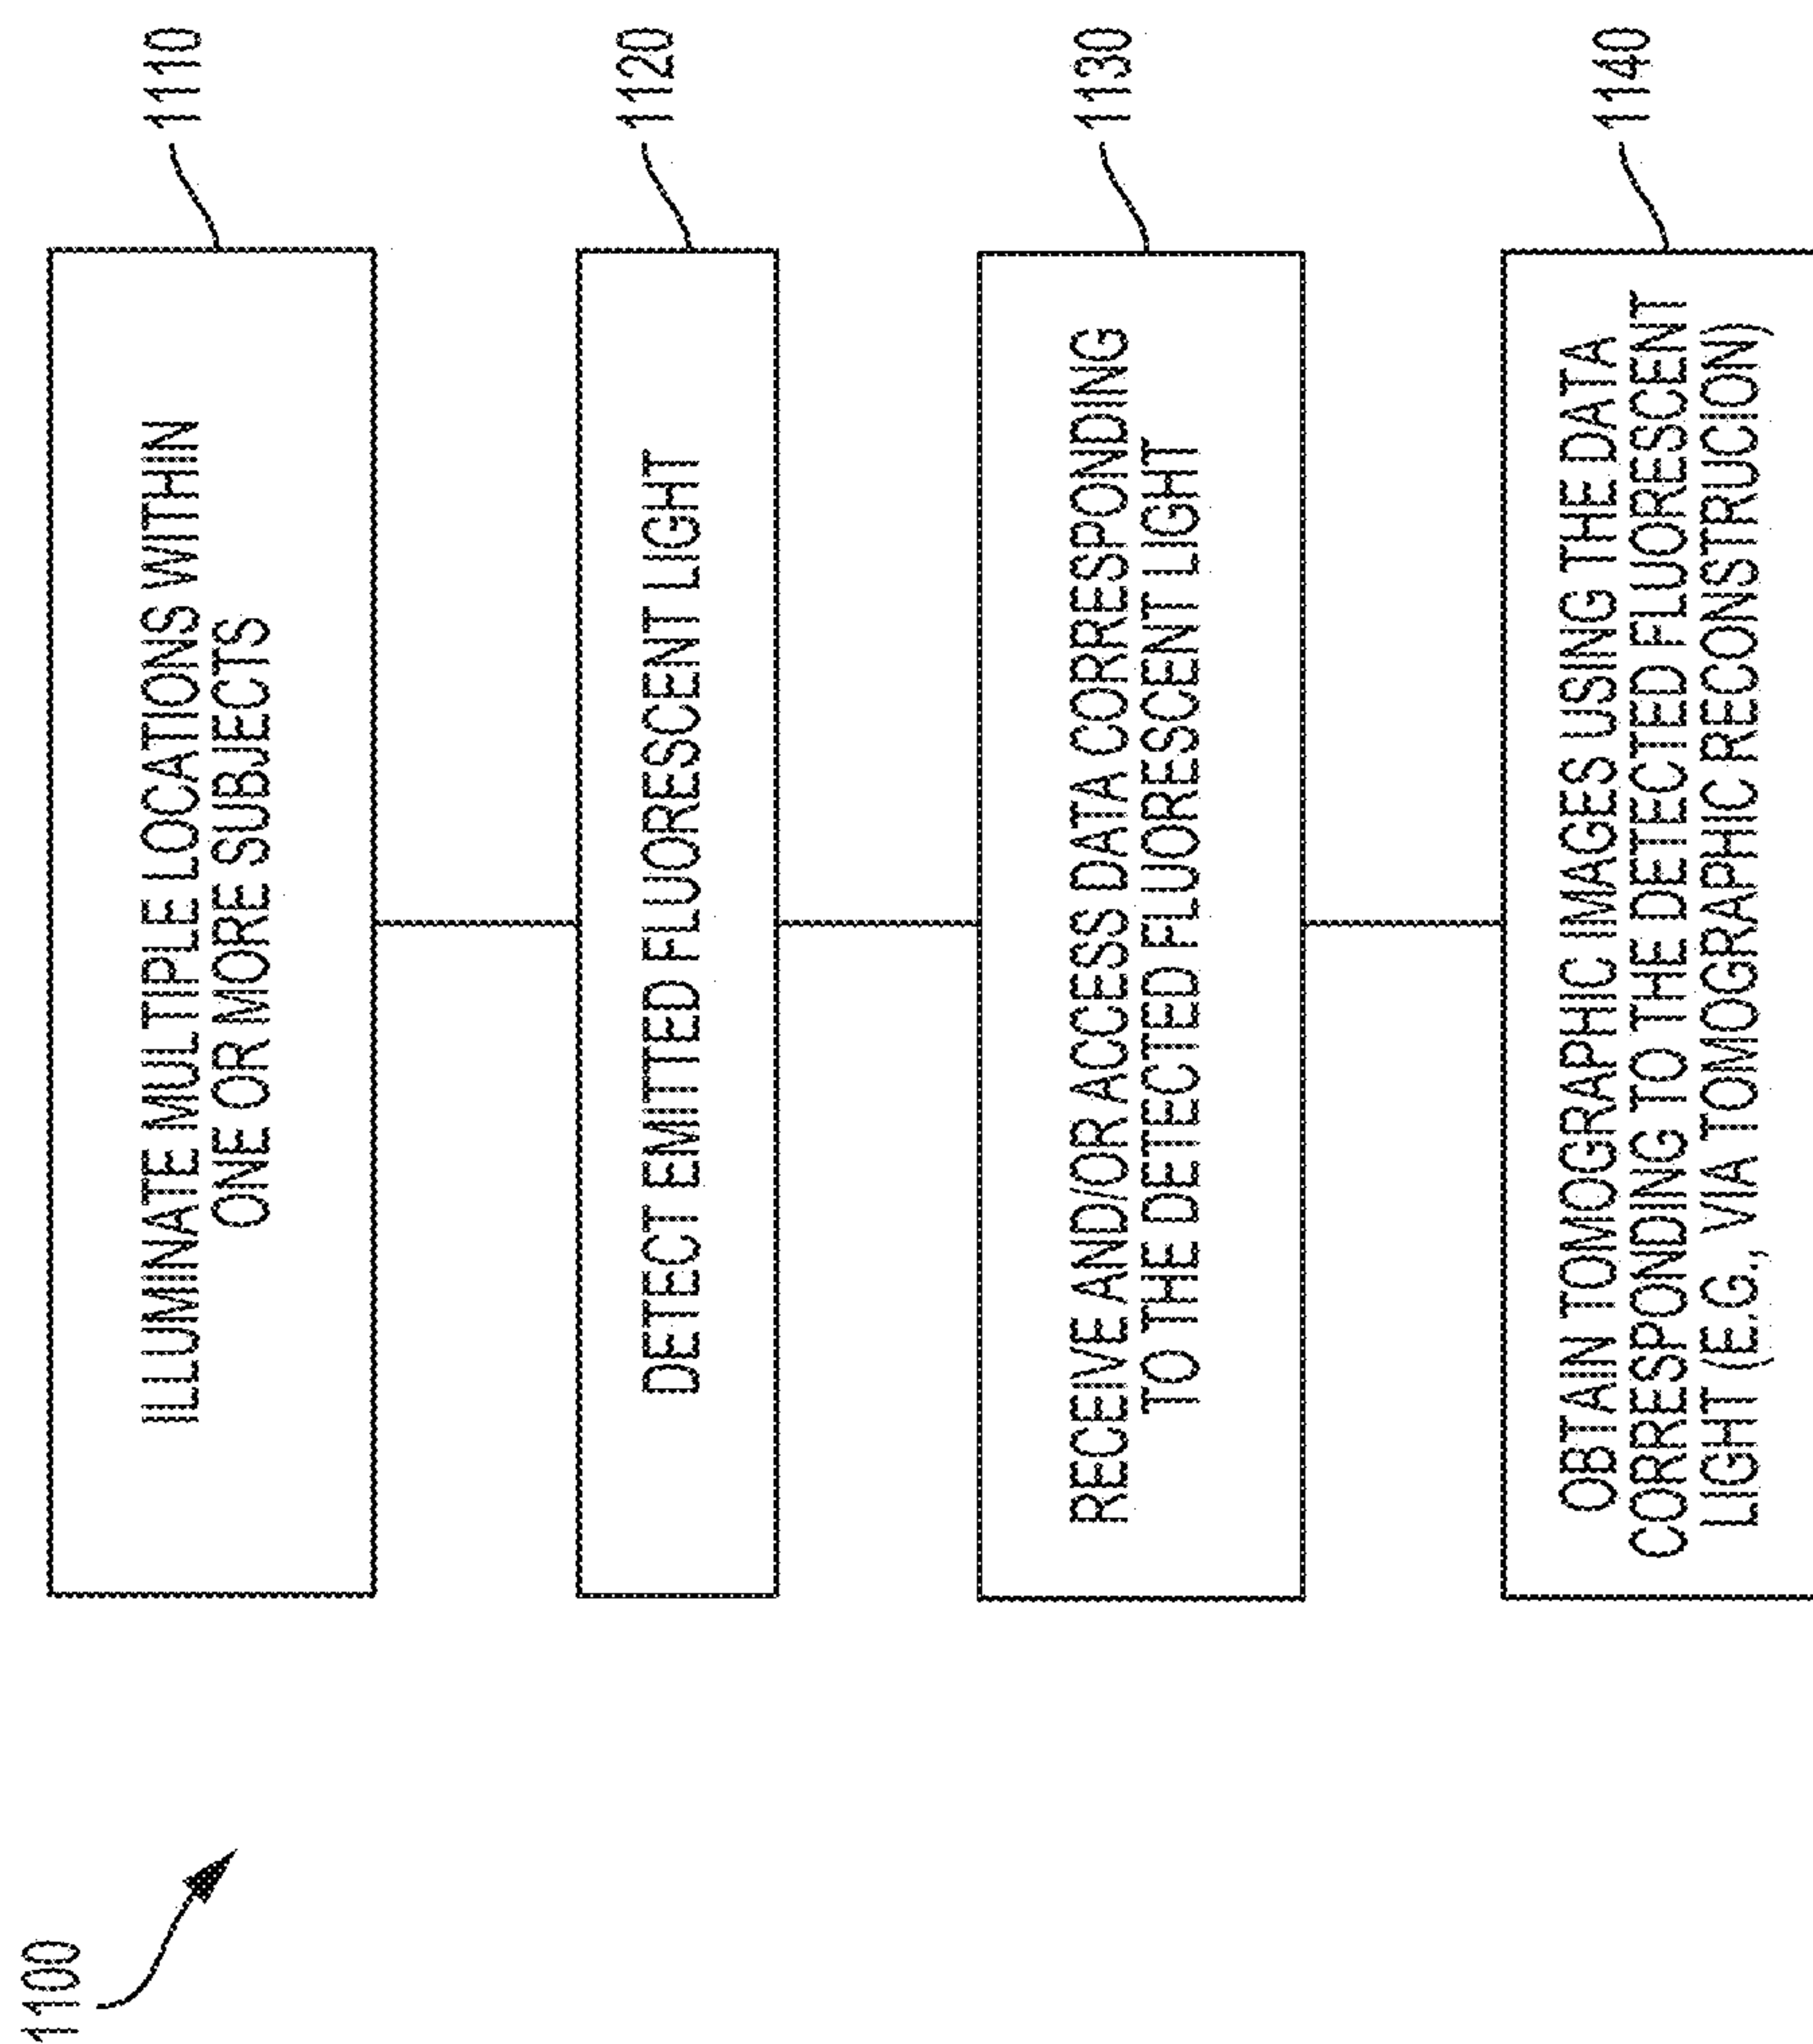 1100
ILLUMINATE MULTIPLE LOCATIONS WITHIN
ONE OR MORE SUBJECTS
1110
DETECT EMITTED FLUORESCENT LIGHT
1120
RECEIVE AND/OR ACCESS DATA CORRESPONDING
TO THE DETECTED FLUORESCENT LIGHT
1130
OBTAIN TOMOGRAPHIC IMAGES USING THE DATA
CORRESPONDING TO THE DETECTED FLUORESCENT
LIGHT (E.G., VIA TOMOGRAPHIC RECONSTRUCION)
1140